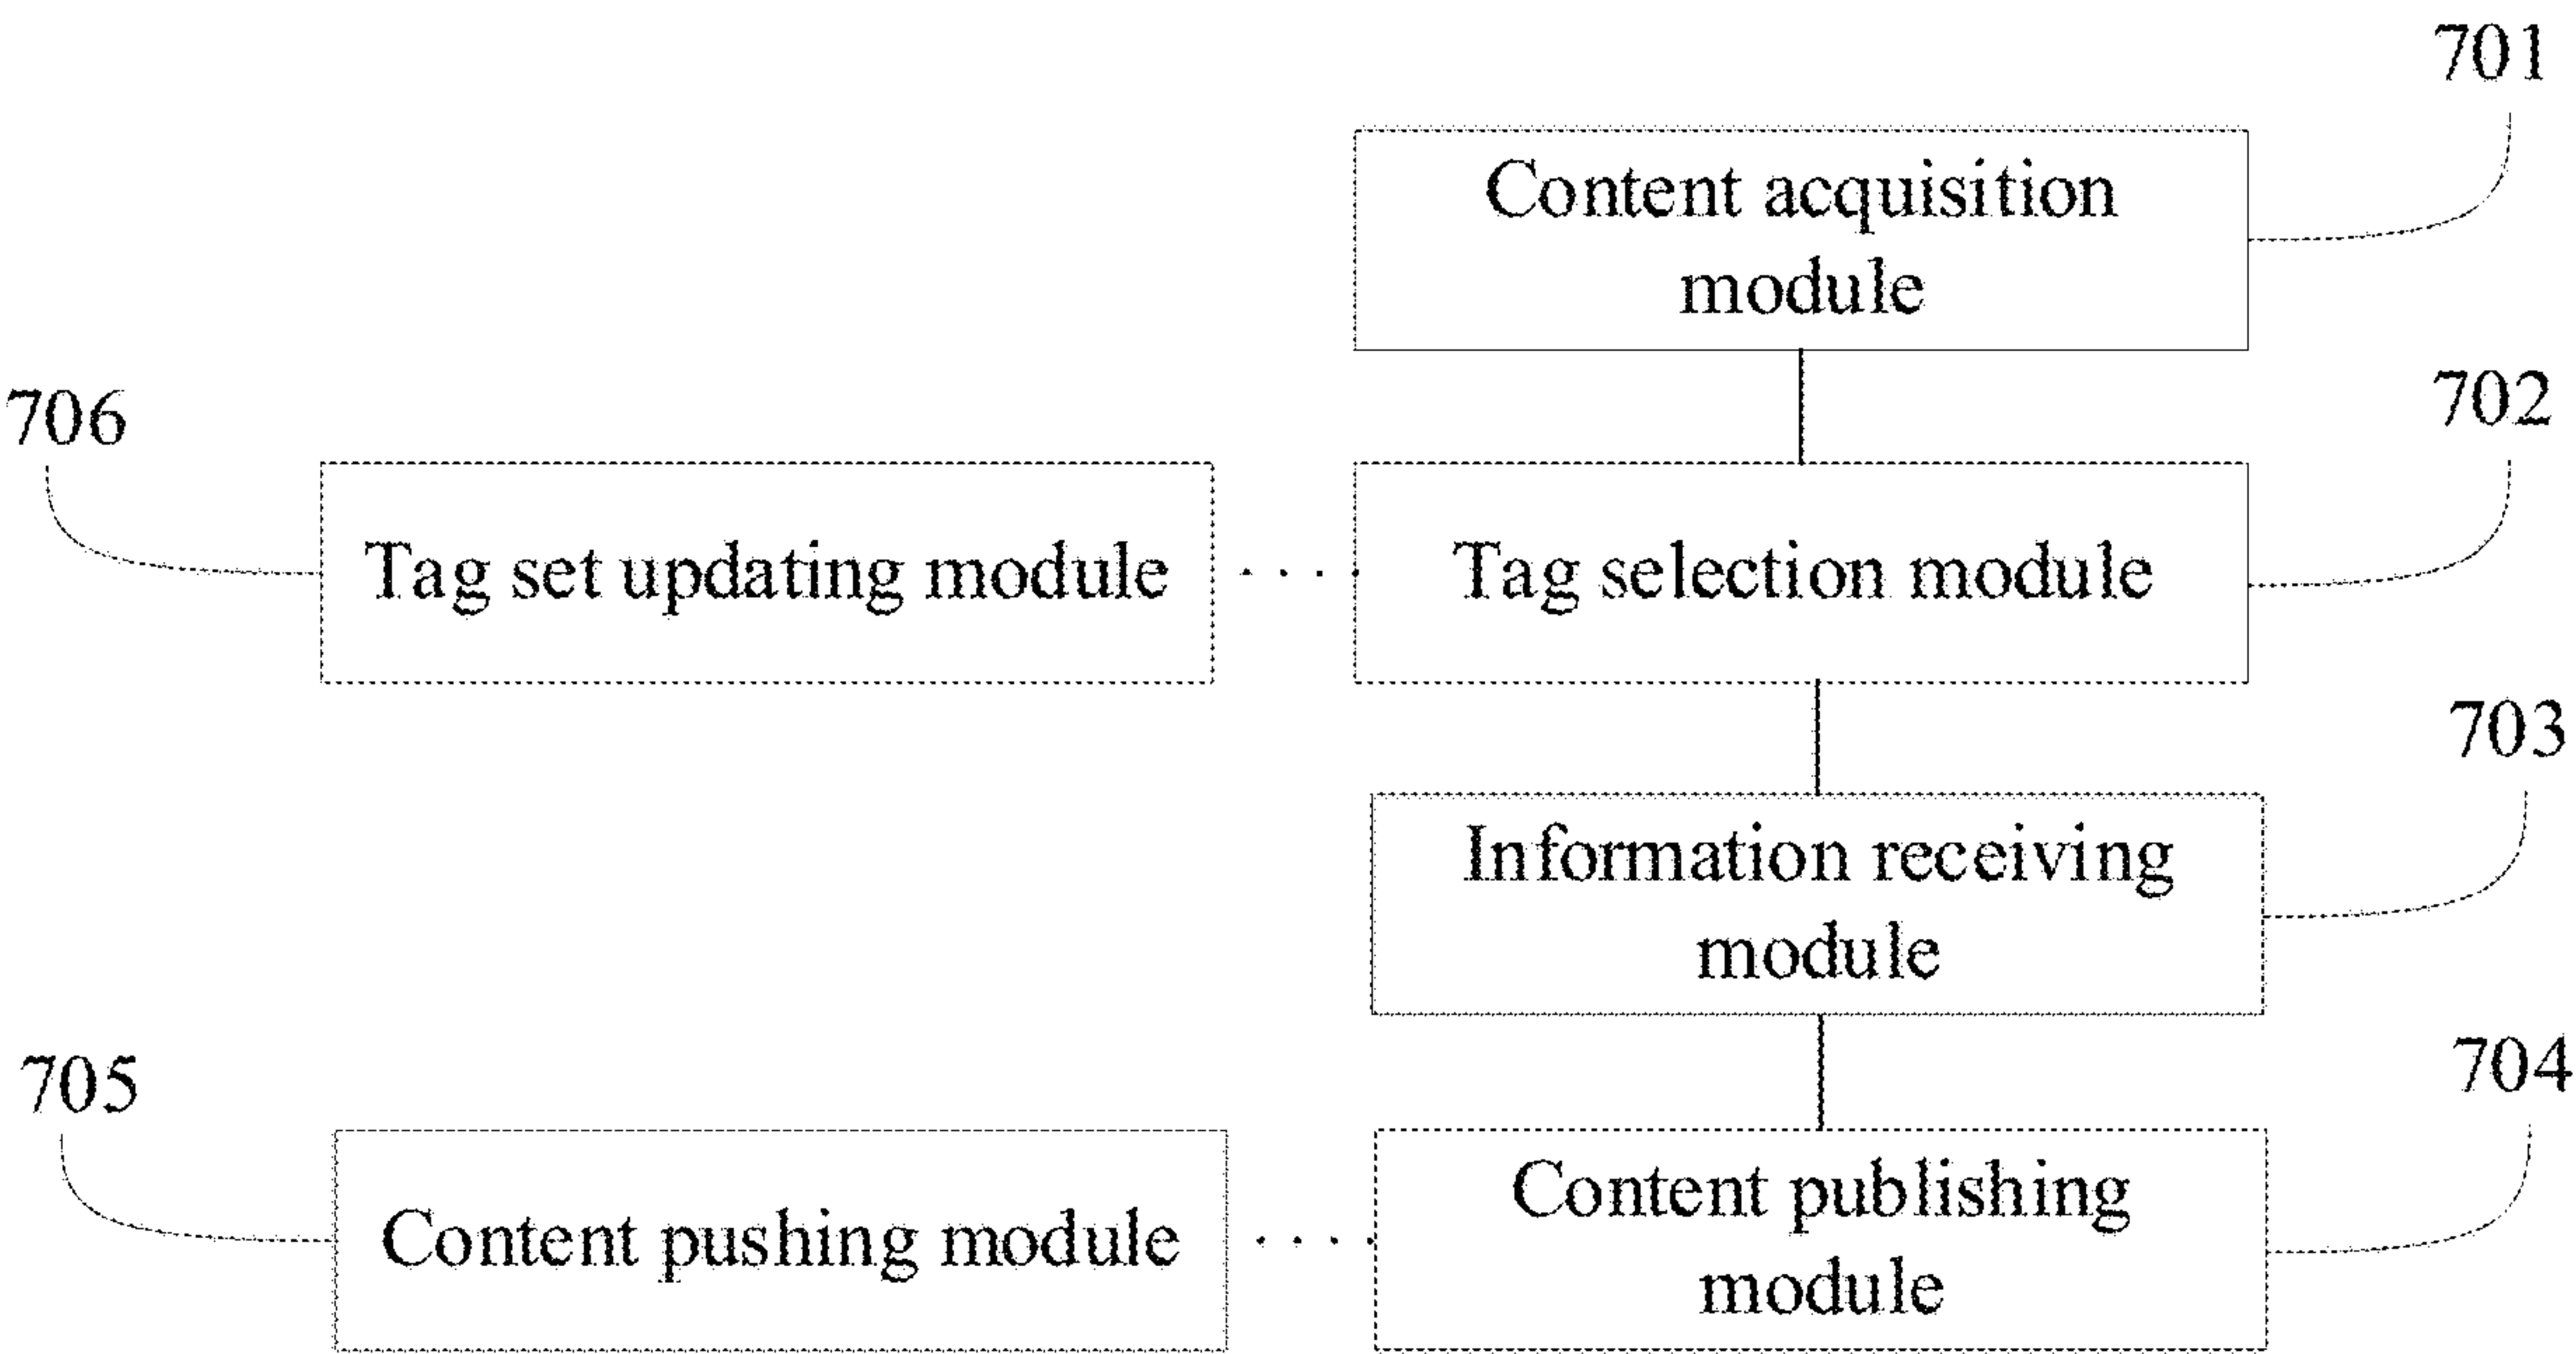 701
Content acquisition
module
706
702
Tag set updating module
Tag selection module
703
Information receiving
module
705
704
Content pushing module
Content publishing
module